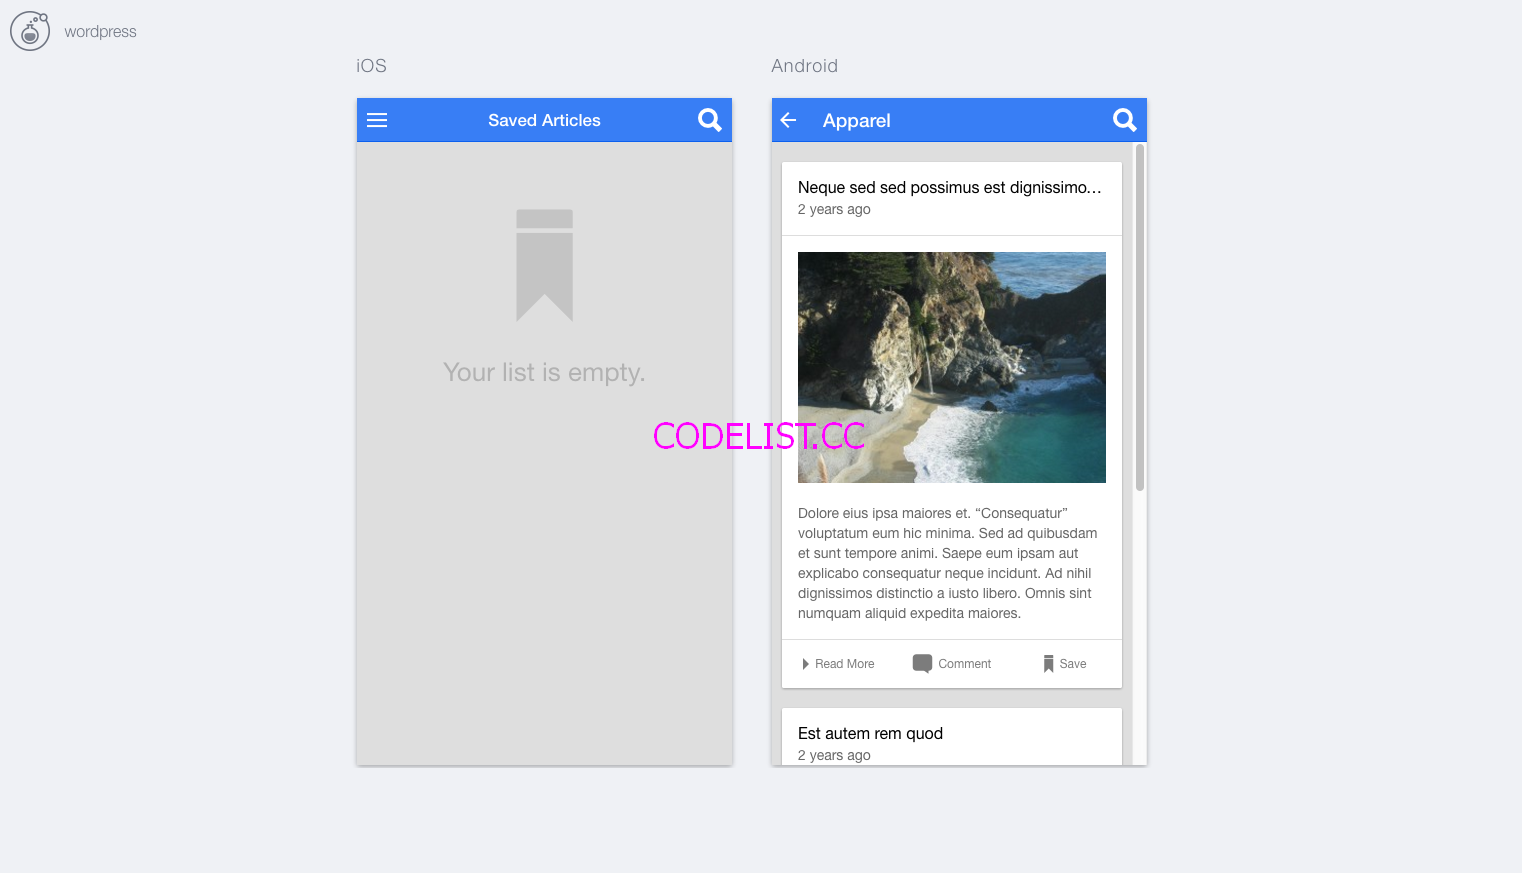 wordpress
iOS
Saved Articles
Your list is empty.
Android
Apparel
Neque sed sed possimus est dignissimo...
2 years ago
Dolore eius ipsa maiores et. “Consequatur”
voluptatum eum hic minima. Sed ad quibusdam
et sunt tempore animi. Saepe eum ipsam aut
explicabo consequatur neque incidunt. Ad nihil
dignissimos distinctio a iusto libero. Omnis sint
numquam aliquid expedita maiores.
Read More Comment Save
Est autem rem quod
2 years ago
CODELIST.CC